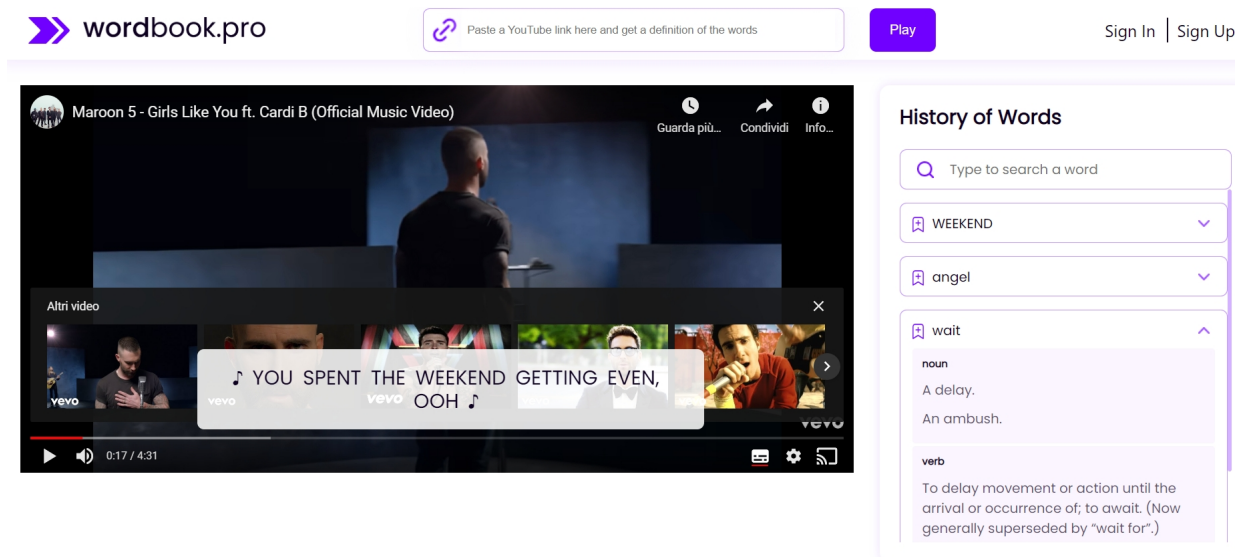 wordbook.pro
Paste a YouTube link here and get a definition of the words
Play
Sign In
Sign Up
Maroon 5 - Girls Like You ft. Cardi B (Official Music Video)
Guarda più...
Condividi
Info...
Altri video
vevo
vevo
vevo
♪ YOU SPENT THE WEEKEND GETTING EVEN,
OOH ♪
vevo
0:17 / 4:31
History of Words
Type to search a word
WEEKEND
angel
wait
noun
A delay.
An ambush.
verb
To delay movement or action until the
arrival or occurrence of; to await. (Now
generally superseded by “wait for”.)